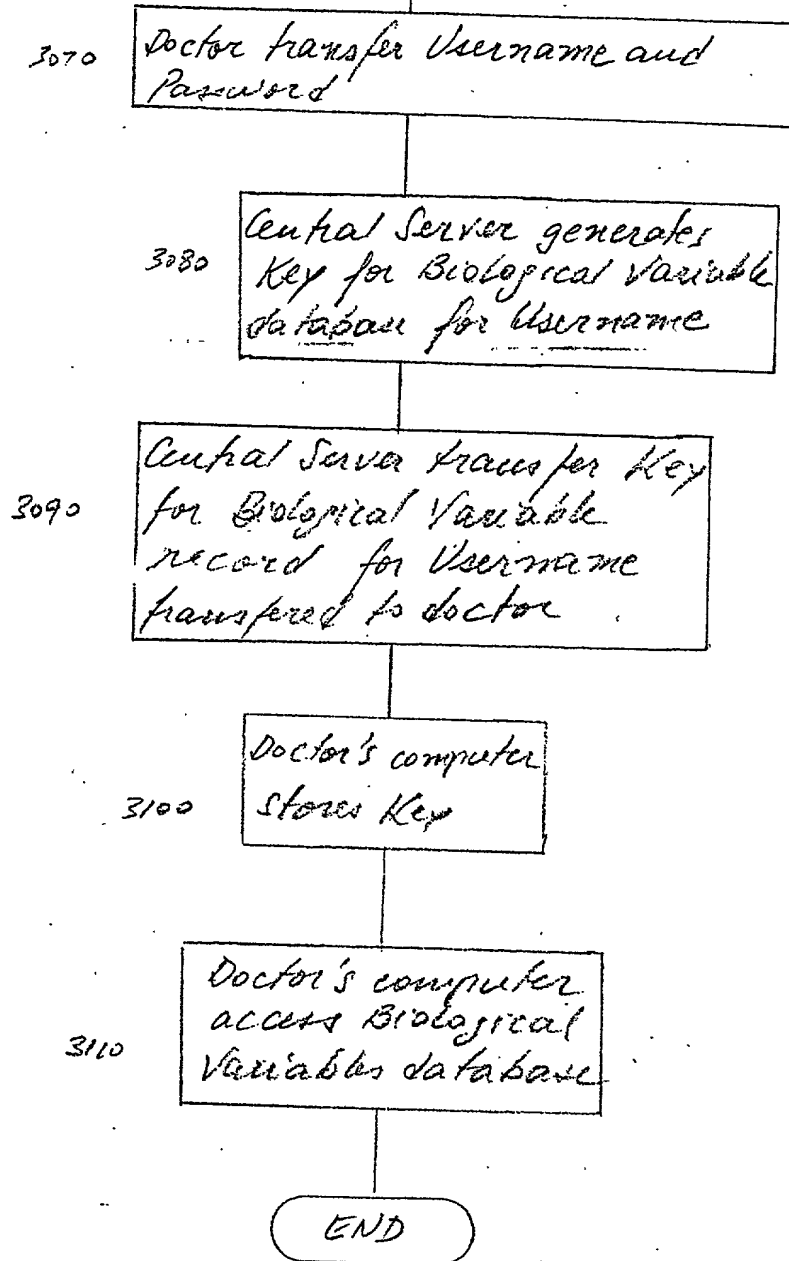 3070
Doctor transfer Username and
Password
3080
Central Server generates
Key for Biological Variable
database for Username
3090
Central Server transfer Key
for Biological Variable
record for Username
transfered to doctor
3100
Doctor's computer
Stores Key
3110
Doctor's computer
access Biological
Variables database
END